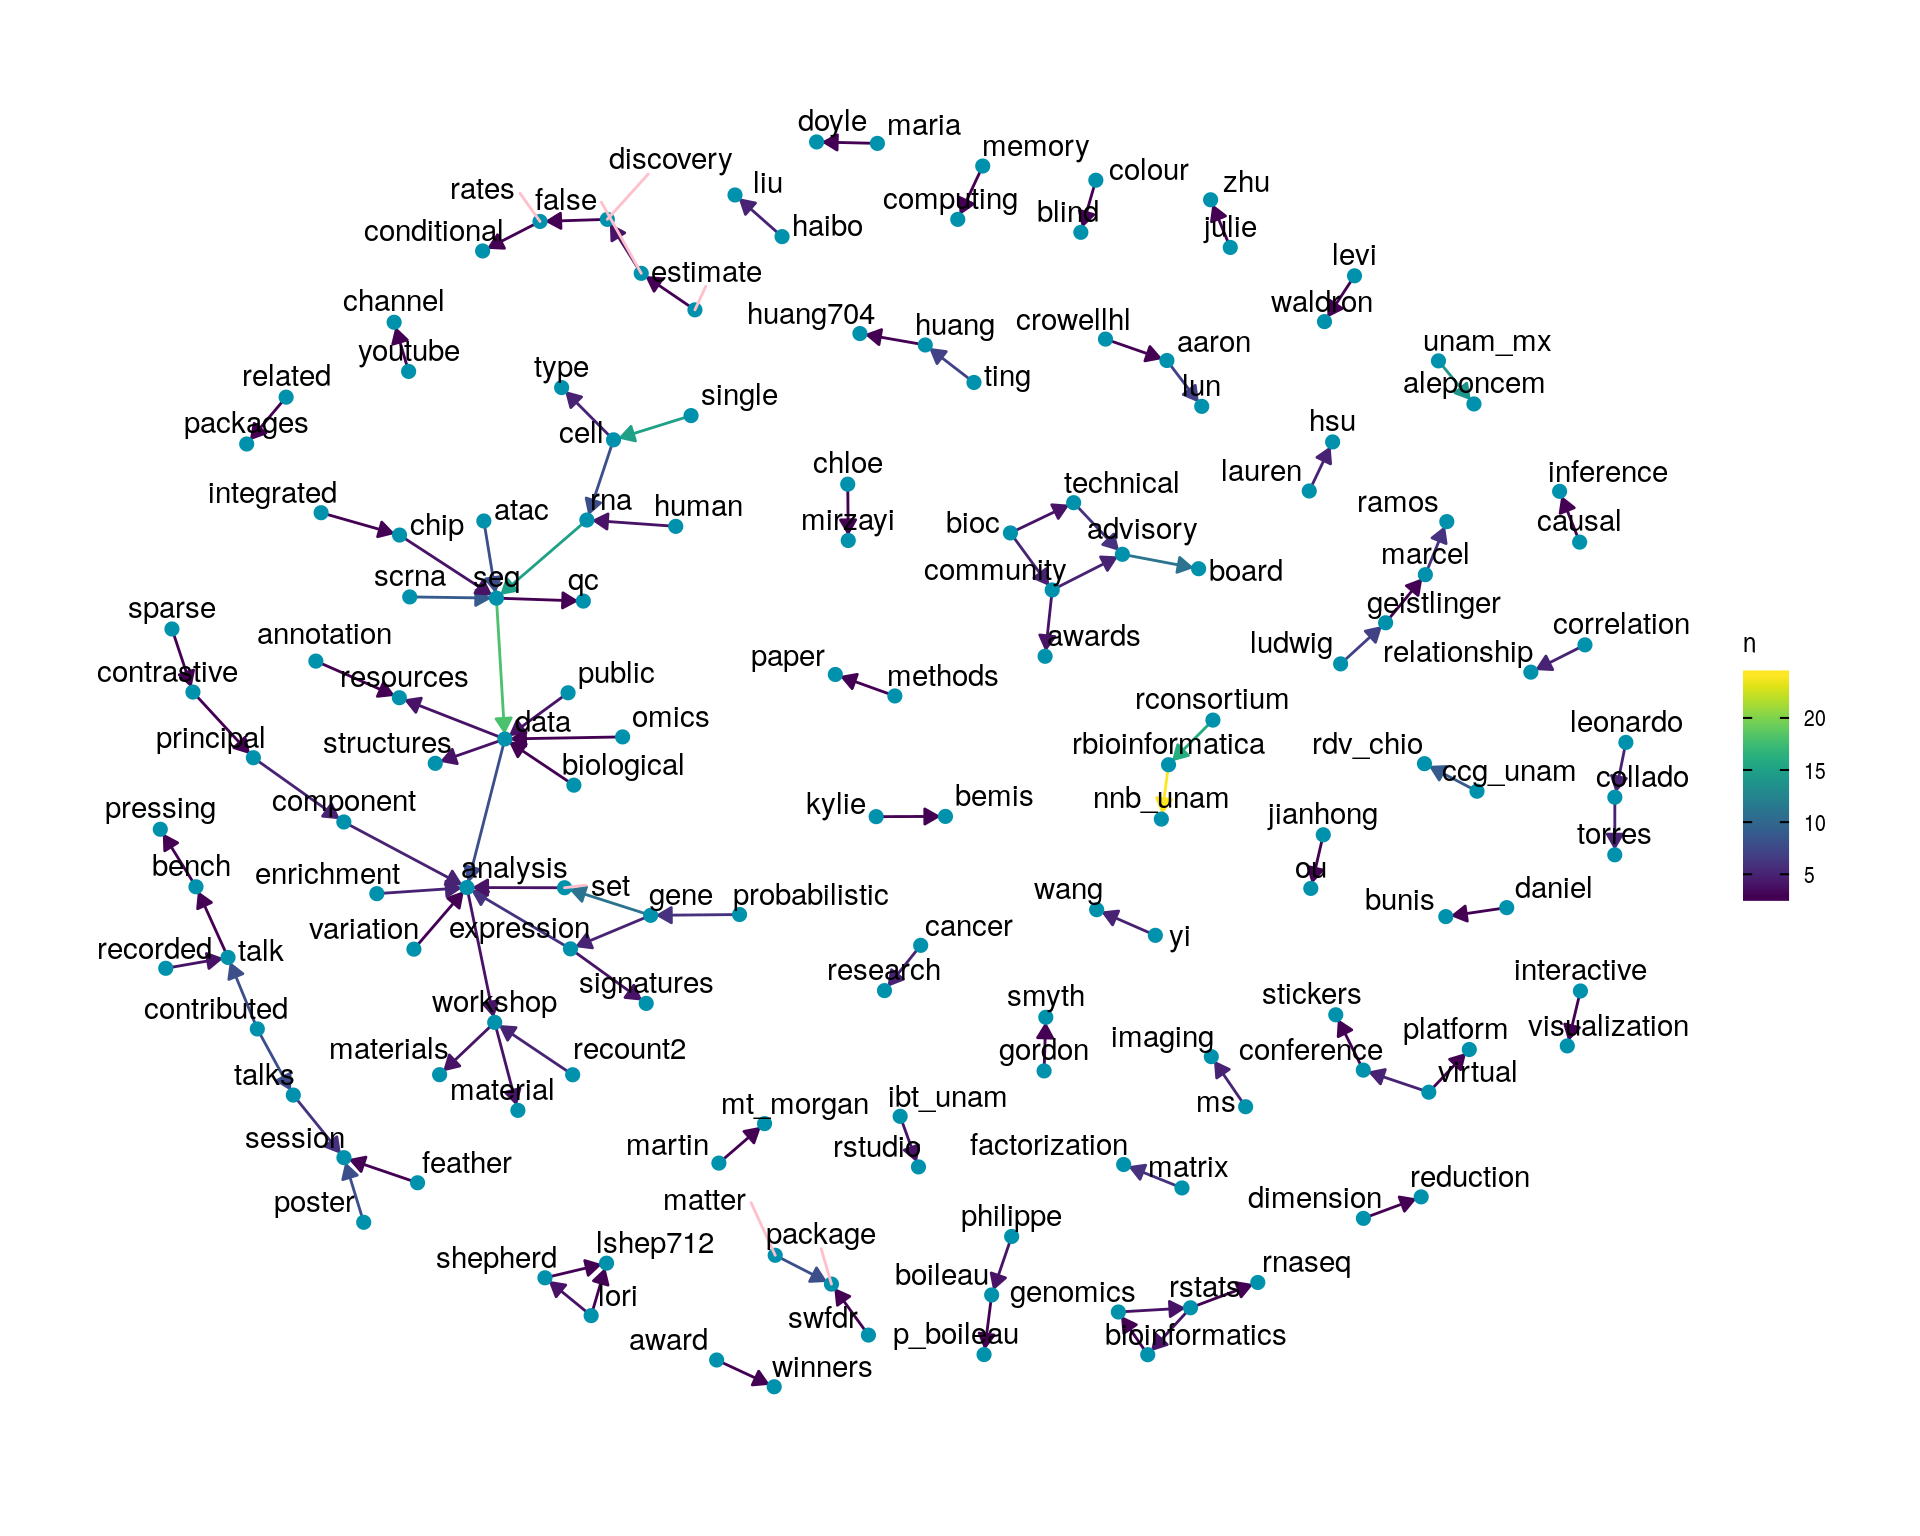 doyle
maria
memory
discovery
colour
liu
zhu
rates
false
computing
blind
julie
haibo
conditional
levi
estimate
channel
waldron
huang704
huang
crowellhl
youtube
aaron
unam_mx
type
related
ting
lun
aleponcem
single
packages
cell
hsu
chloe
lauren
inference
integrated
technical
atac
rna
human
ramos
chip
mirzayi
bioc
advisory
causal
marcel
scrna
seq
qc
community
board
sparse
geistlinger
annotation
awards
ludwig
correlation
n
relationship
contrastive
resources
public
paper
methods
rconsortium
20
data
omics
leonardo
principal
structures
rbioinformatica
rdv_chio
biological
ccg_unam
collado
15
component
kylie
bemis
nnb_unam
pressing
jianhong
10
torres
bench
enrichment
analysis
set
ou
5
gene
probabilistic
wang
bunis
daniel
variation
expression
cancer
yi
recorded
talk
research
signatures
interactive
contributed
workshop
smyth
stickers
imaging
platform
visualization
materials
recount2
gordon
conference
talks
material
virtual
mt_morgan
ibt_unam
ms
session
martin
rstudio
factorization
feather
matrix
reduction
poster
matter
dimension
package
philippe
shepherd
lshep712
boileau
genomics
rstats
rnaseq
lori
swfdr
award
p_boileau
bioinformatics
winners